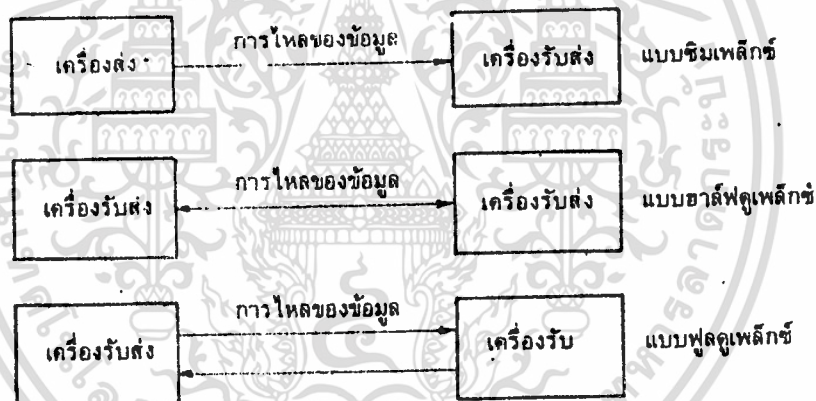 การไหลของข้อมูล
เครื่องส่ง เครื่องรับส่ง แบบซิมเพล็กซ์
การไหลของข้อมูล
เครื่องรับส่ง เครื่องรับส่ง แบบฮาล์ฟดูเพล็กซ์
การไหลของข้อมูล
เครื่องรับส่ง เครื่องรับ แบบฟูลดูเพล็กซ์